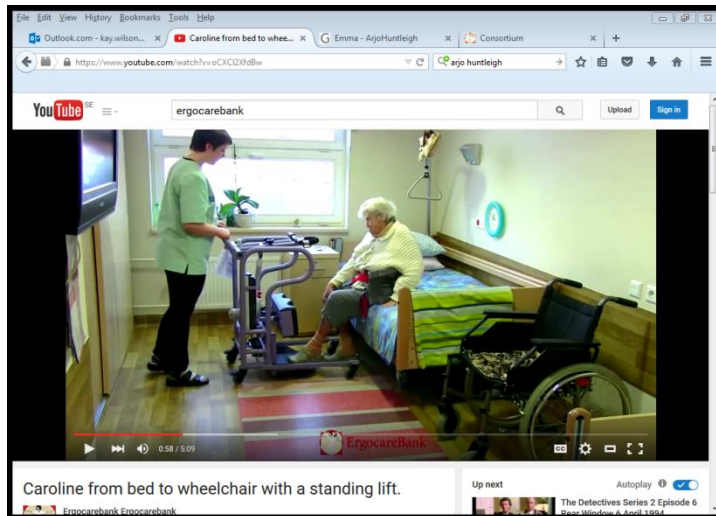 File Edit View History Bookmarks Tools Help
Outlook.com - kay.wilson... × Caroline from bed to whee... × Emma - ArjoHuntleigh × Consortium × +
https://www.youtube.com/watch?v=oCXCl2Xfd8w arjo huntleigh
YouTube SE ergocarebank Upload Sign in
ErgocareBank
0:58 / 5:09 CC
Caroline from bed to wheelchair with a standing lift.
Up next Autoplay
Ergocarebank Ergocarebank
The Detectives Series 2 Episode 6
Rear Window 6 April 1994